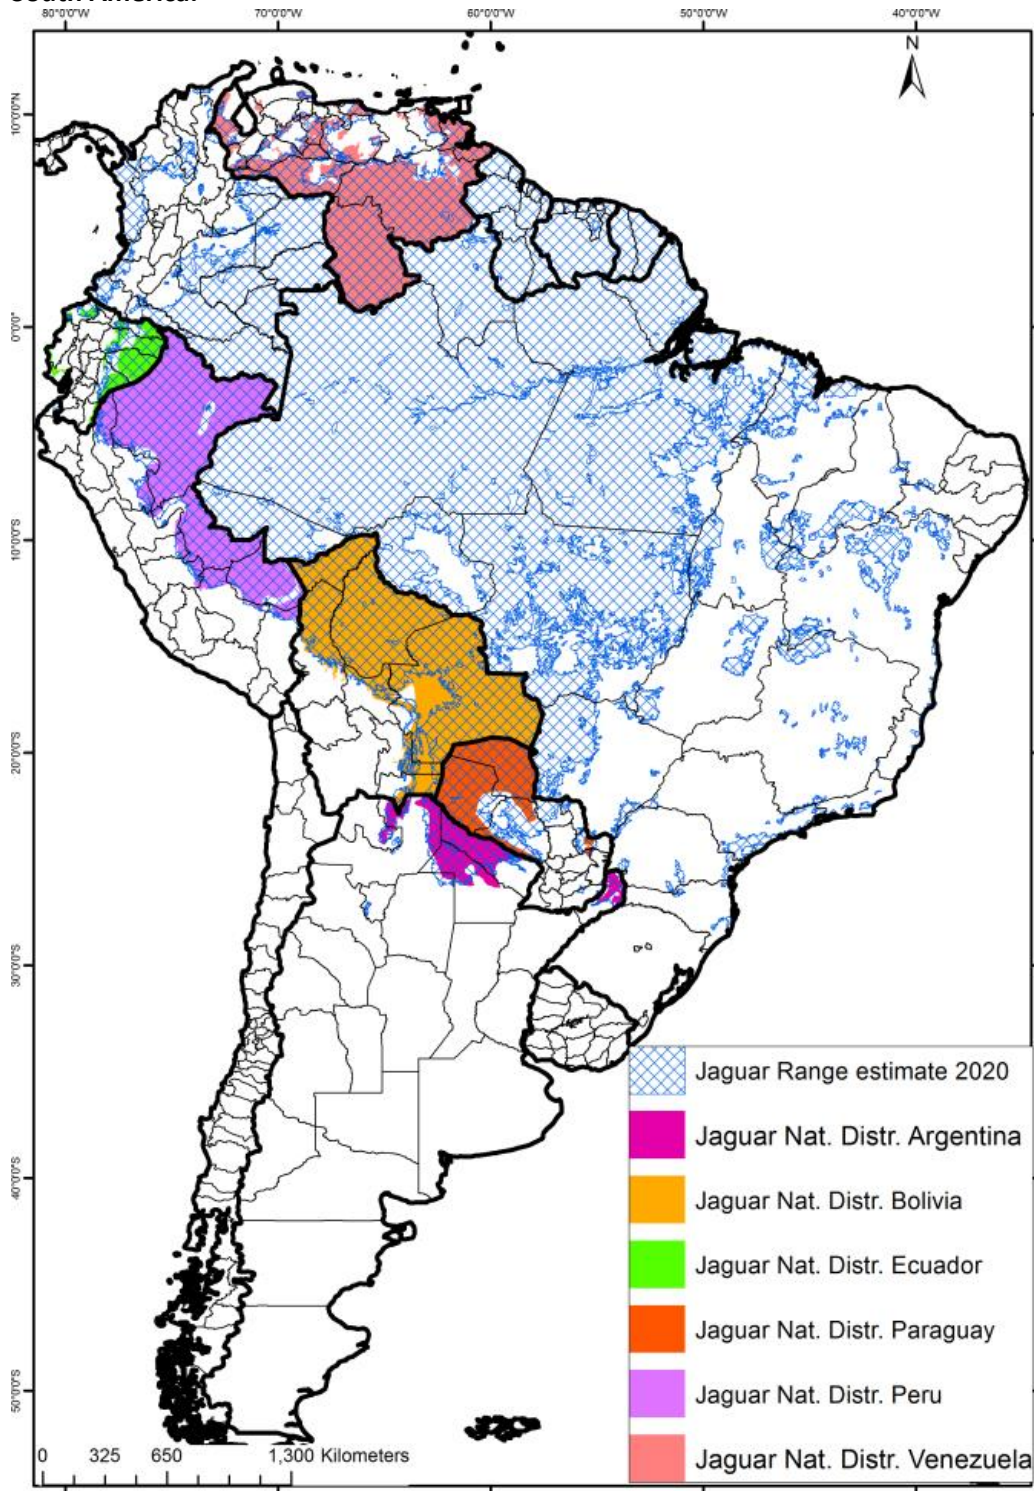 South America.
80°0'0"W 70°0'0"W 60°0'0"W 50°0'0"W 40°0'0"W
N
10°0'0"N
0°0'0"
10°0'0"S
20°0'0"S
30°0'0"S
40°0'0"S
50°0'0"S
Jaguar Range estimate 2020
Jaguar Nat. Distr. Argentina
Jaguar Nat. Distr. Bolivia
Jaguar Nat. Distr. Ecuador
Jaguar Nat. Distr. Paraguay
Jaguar Nat. Distr. Peru
Jaguar Nat. Distr. Venezuela
0 325 650 1,300 Kilometers